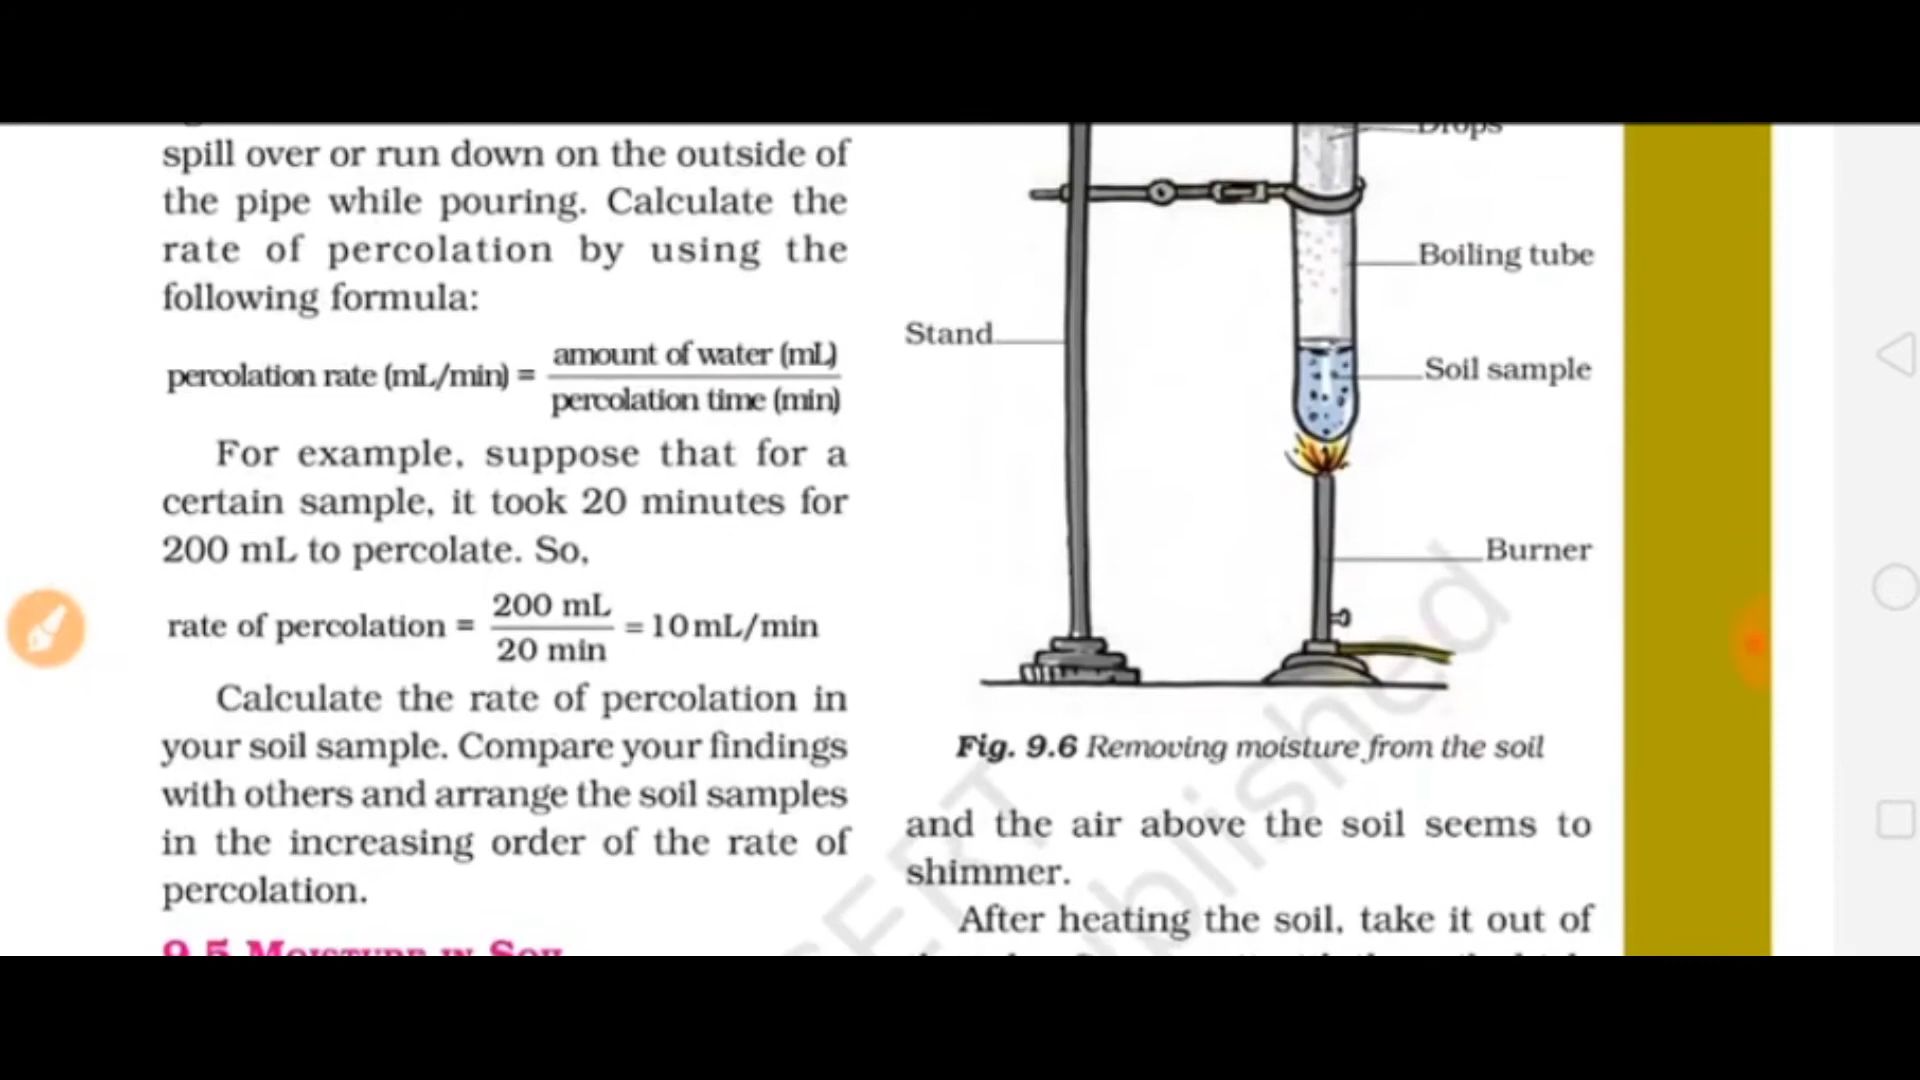 spill over or run down on the outside of
the pipe while pouring. Calculate the
rate of percolation by using the
following formula:
percolation rate (mL/min) = amount of water (mL) / percolation time (min)
For example, suppose that for a
certain sample, it took 20 minutes for
200 mL to percolate. So,
rate of percolation = 200 mL / 20 min = 10 mL/min
Calculate the rate of percolation in
your soil sample. Compare your findings
with others and arrange the soil samples
in the increasing order of the rate of
percolation.
9.5 MOISTURE IN SOIL
Drops
Boiling tube
Stand
Soil sample
Burner
Fig. 9.6 Removing moisture from the soil
and the air above the soil seems to
shimmer.
After heating the soil, take it out of